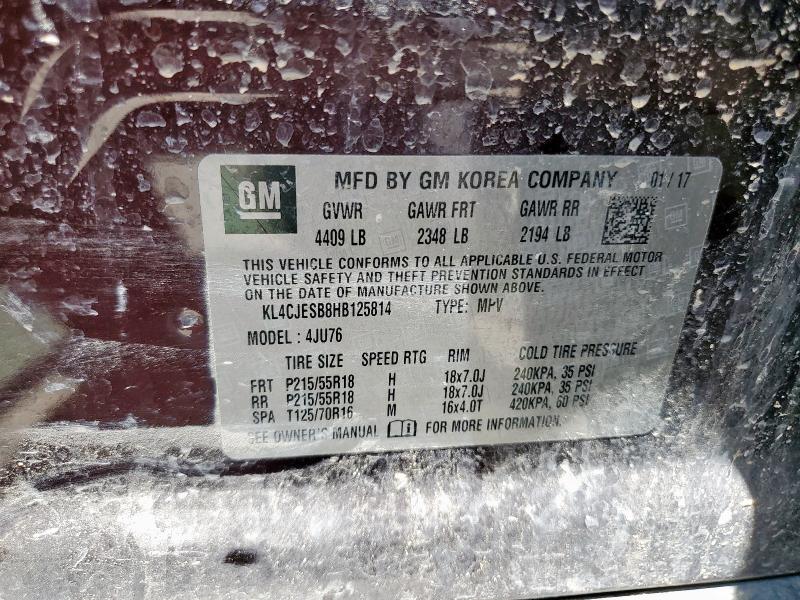 GM MFD BY GM KOREA COMPANY 01/17
GVWR GAWR FRT GAWR RR
4409 LB 2348 LB 2194 LB
THIS VEHICLE CONFORMS TO ALL APPLICABLE U.S. FEDERAL MOTOR
VEHICLE SAFETY AND THEFT PREVENTION STANDARDS IN EFFECT
ON THE DATE OF MANUFACTURE SHOWN ABOVE.
KL4CJESB8HB125814 TYPE: MPV
MODEL : 4JU76
TIRE SIZE SPEED RTG RIM COLD TIRE PRESSURE
FRT P215/55R18 H 18x7.0J 240KPA, 35 PSI
RR P215/55R18 H 18x7.0J 240KPA, 35 PSI
SPA T125/70R16 M 16x4.0T 420KPA, 60 PSI
SEE OWNER'S MANUAL FOR MORE INFORMATION.